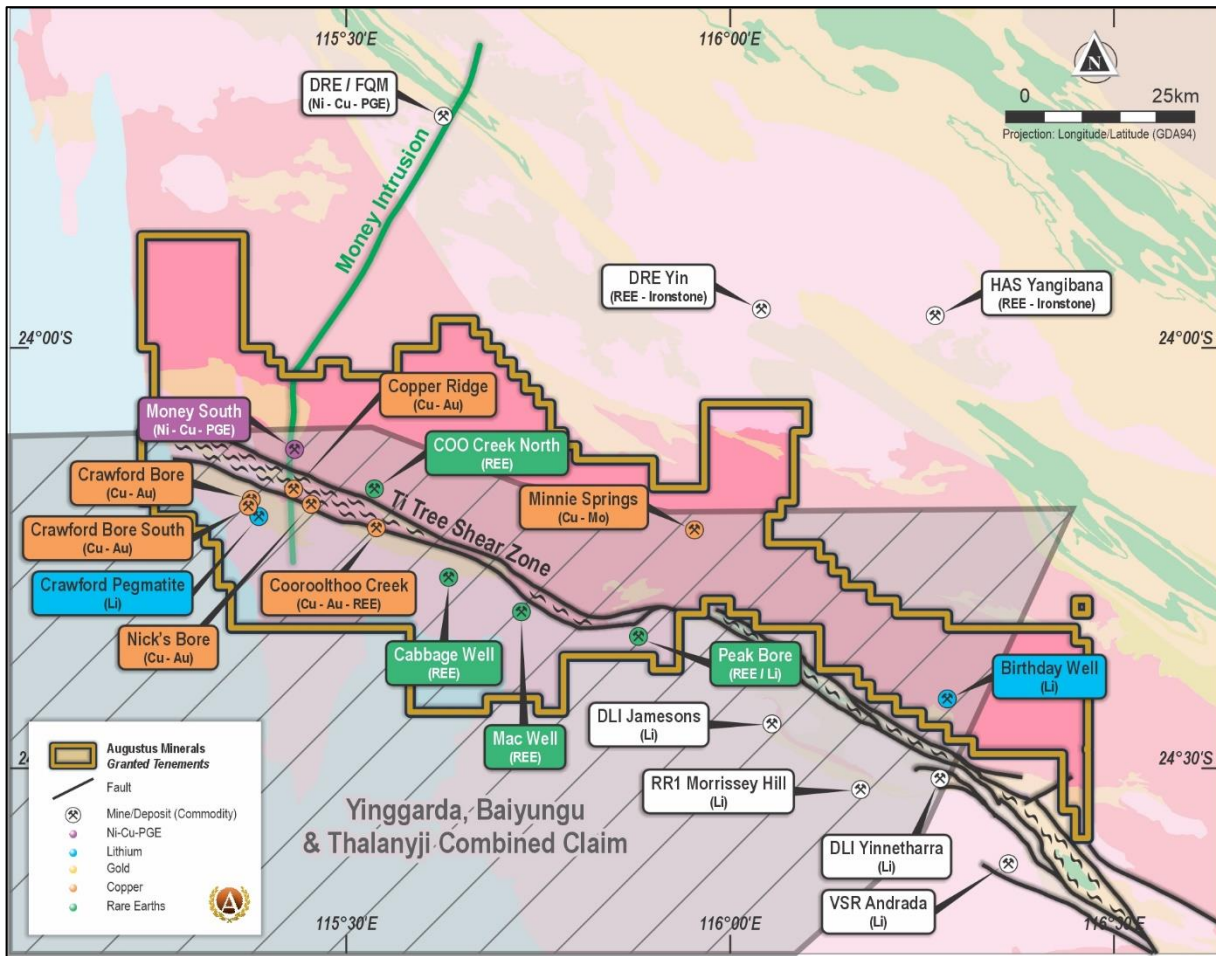 115°30'E
116°00'E
DRE / FQM
(Ni - Cu - PGE)
N
0 25km
Projection: Longitude/Latitude (GDA94)
Money Intrusion
DRE Yin
(REE - Ironstone)
HAS Yangibana
(REE - Ironstone)
24°00'S
24°00'S
Copper Ridge
(Cu - Au)
Money South
(Ni - Cu - PGE)
COO Creek North
(REE)
Crawford Bore
(Cu - Au)
Minnie Springs
(Cu - Mo)
Ti Tree Shear Zone
Crawford Bore South
(Cu - Au)
Crawford Pegmatite
(Li)
Cooroolthoo Creek
(Cu - Au - REE)
Nick's Bore
(Cu - Au)
Cabbage Well
(REE)
Peak Bore
(REE / Li)
Birthday Well
(Li)
DLI Jamesons
(Li)
Mac Well
(REE)
24°30'S
RR1 Morrissey Hill
(Li)
Yinggarda, Baiyungu
& Thalanyji Combined Claim
DLI Yinnetharra
(Li)
VSR Andrada
(Li)
Augustus Minerals
Granted Tenements
Fault
Mine/Deposit (Commodity)
Ni-Cu-PGE
Lithium
Gold
Copper
Rare Earths
A
115°30'E
116°00'E
116°30'E